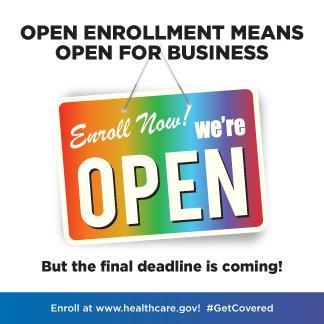 OPEN ENROLLMENT MEANS
OPEN FOR BUSINESS
Enroll Now! we're
OPEN
But the final deadline is coming!
Enroll at www.healthcare.gov! #GetCovered